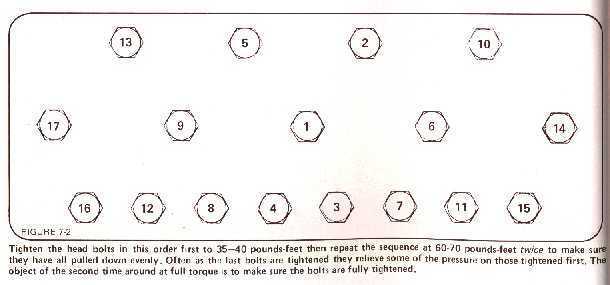 13 5 2 10
17 9 1 6 14
16 12 8 4 3 7 11 15
FIGURE 7-2
Tighten the head bolts in this order first to 35—40 pounds-feet then repeat the sequence at 60-70 pounds-feet twice to make sure
they have all pulled down evenly. Often as the last bolts are tightened they relieve some of the pressure on those tightened first. The
object of the second time around at full torque is to make sure the bolts are fully tightened.